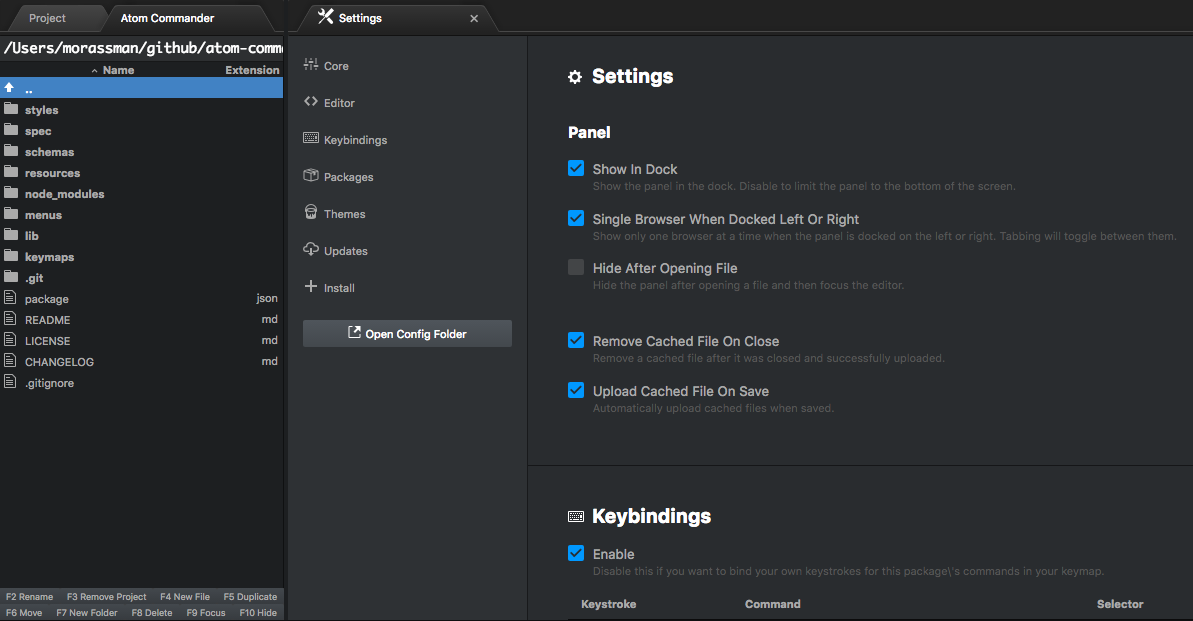 Project
Atom Commander
/Users/morassman/github/atom-comm
Name Extension
..
styles
spec
schemas
resources
node_modules
menus
lib
keymaps
.git
package json
README md
LICENSE md
CHANGELOG md
.gitignore
F2 Rename F3 Remove Project F4 New File F5 Duplicate
F6 Move F7 New Folder F8 Delete F9 Focus F10 Hide
Settings
Core
Editor
Keybindings
Packages
Themes
Updates
Install
Open Config Folder
Settings
Panel
Show In Dock
Show the panel in the dock. Disable to limit the panel to the bottom of the screen.
Single Browser When Docked Left Or Right
Show only one browser at a time when the panel is docked on the left or right. Tabbing will toggle between them.
Hide After Opening File
Hide the panel after opening a file and then focus the editor.
Remove Cached File On Close
Remove a cached file after it was closed and successfully uploaded.
Upload Cached File On Save
Automatically upload cached files when saved.
Keybindings
Enable
Disable this if you want to bind your own keystrokes for this package\'s commands in your keymap.
Keystroke Command Selector